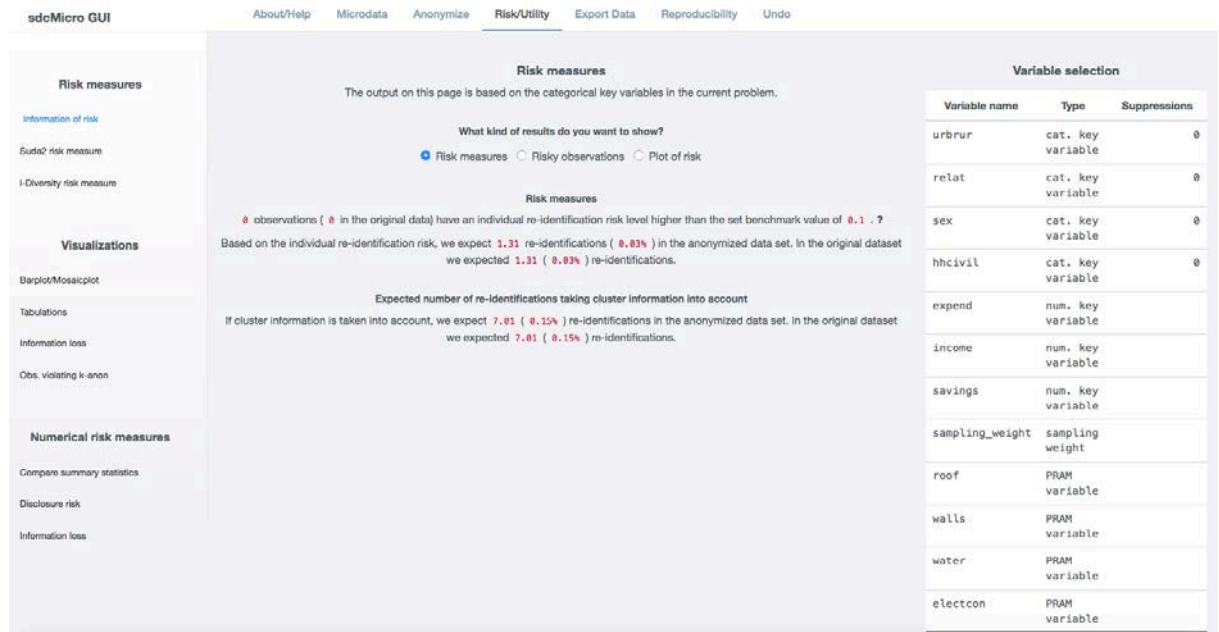 sdcMicro GUI
About/Help Microdata Anonymize Risk/Utility Export Data Reproducibility Undo
Risk measures
Information of risk
Suda2 risk measure
l-Diversity risk measure
Visualizations
Barplot/Mosaicplot
Tabulations
Information loss
Obs. violating k-anon
Numerical risk measures
Compare summary statistics
Disclosure risk
Information loss
Risk measures
The output on this page is based on the categorical key variables in the current problem.
What kind of results do you want to show?
Risk measures Risky observations Plot of risk
Risk measures
0 observations ( 0 in the original data) have an individual re-identification risk level higher than the set benchmark value of 0.1 . ?
Based on the individual re-identification risk, we expect 1.31 re-identifications ( 0.03% ) in the anonymized data set. In the original dataset
we expected 1.31 ( 0.03% ) re-identifications.
Expected number of re-identifications taking cluster information into account
If cluster information is taken into account, we expect 7.01 ( 0.15% ) re-identifications in the anonymized data set. In the original dataset
we expected 7.01 ( 0.15% ) re-identifications.
Variable selection
Variable name Type Suppressions
urbrur cat. key 0
variable
relat cat. key 0
variable
sex cat. key 0
variable
hhcivil cat. key 0
variable
expend num. key
variable
income num. key
variable
savings num. key
variable
sampling_weight sampling
weight
roof PRAM
variable
walls PRAM
variable
water PRAM
variable
electcon PRAM
variable